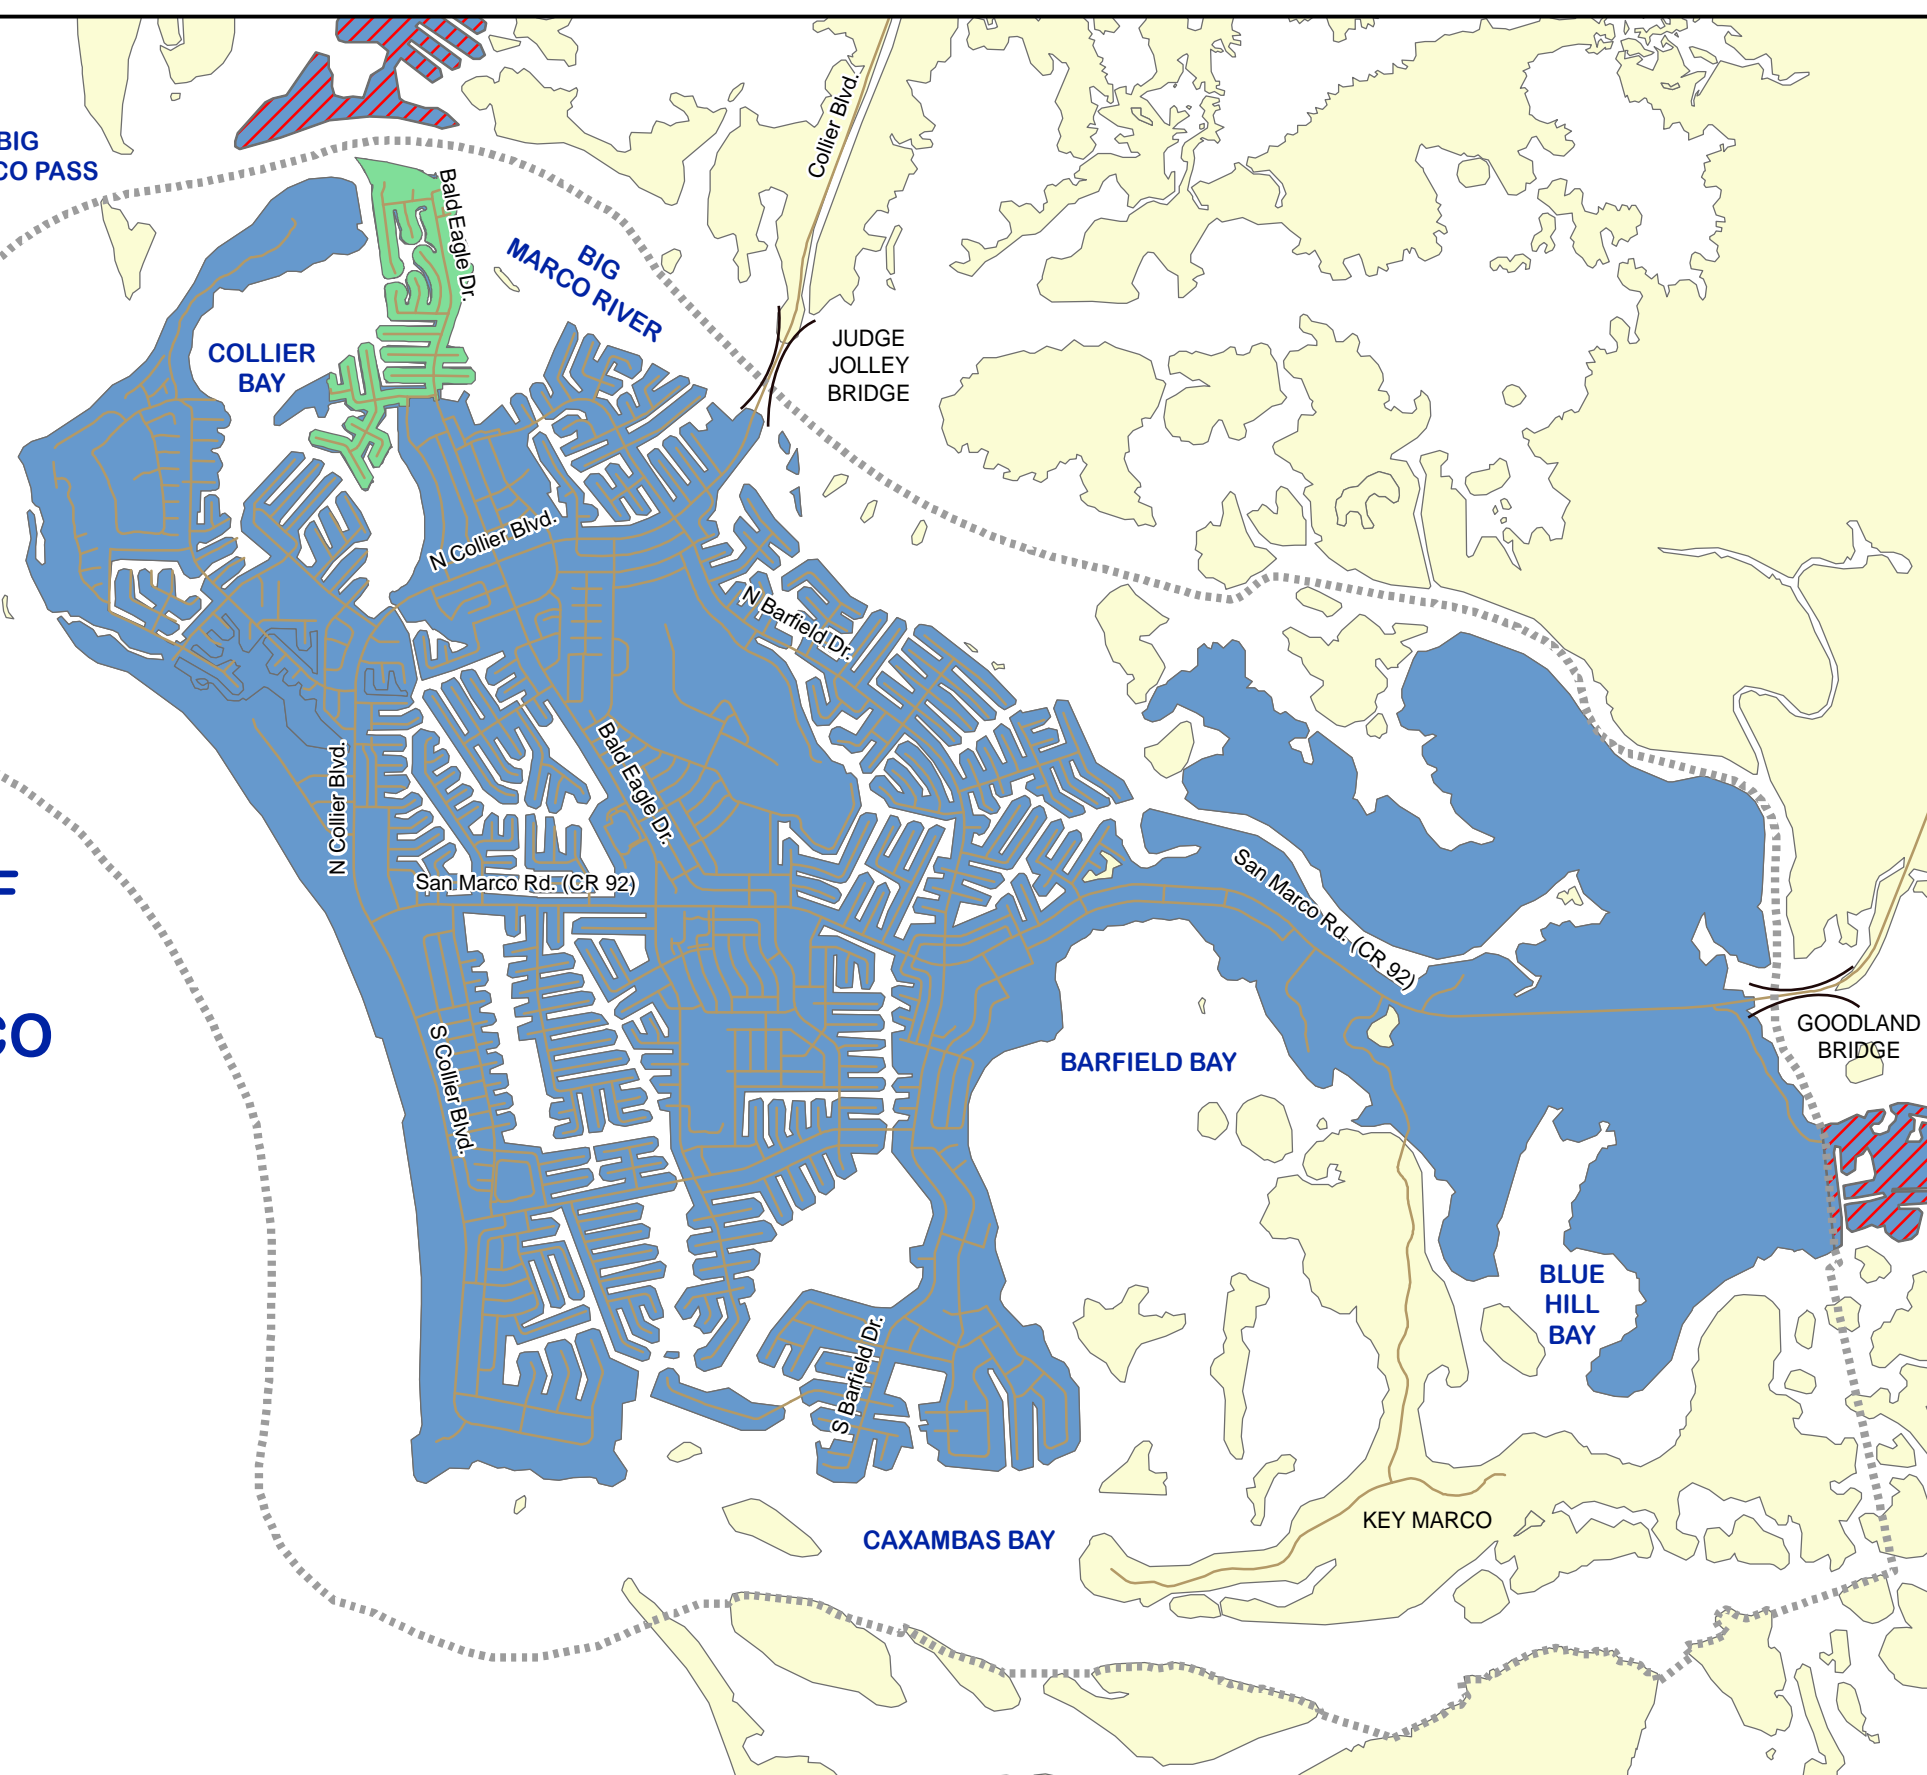 BIG
CO PASS
Bald Eagle Dr.
Collier Blvd.
BIG
MARCO RIVER
COLLIER
BAY
JUDGE
JOLLEY
BRIDGE
N Collier Blvd.
N Barfield Dr.
N Collier Blvd.
Bald Eagle Dr.
San Marco Rd. (CR 92)
San Marco Rd. (CR 92)
F
CO
S Collier Blvd.
BARFIELD BAY
GOODLAND
BRIDGE
BLUE
HILL
BAY
S Barfield Dr.
KEY MARCO
CAXAMBAS BAY